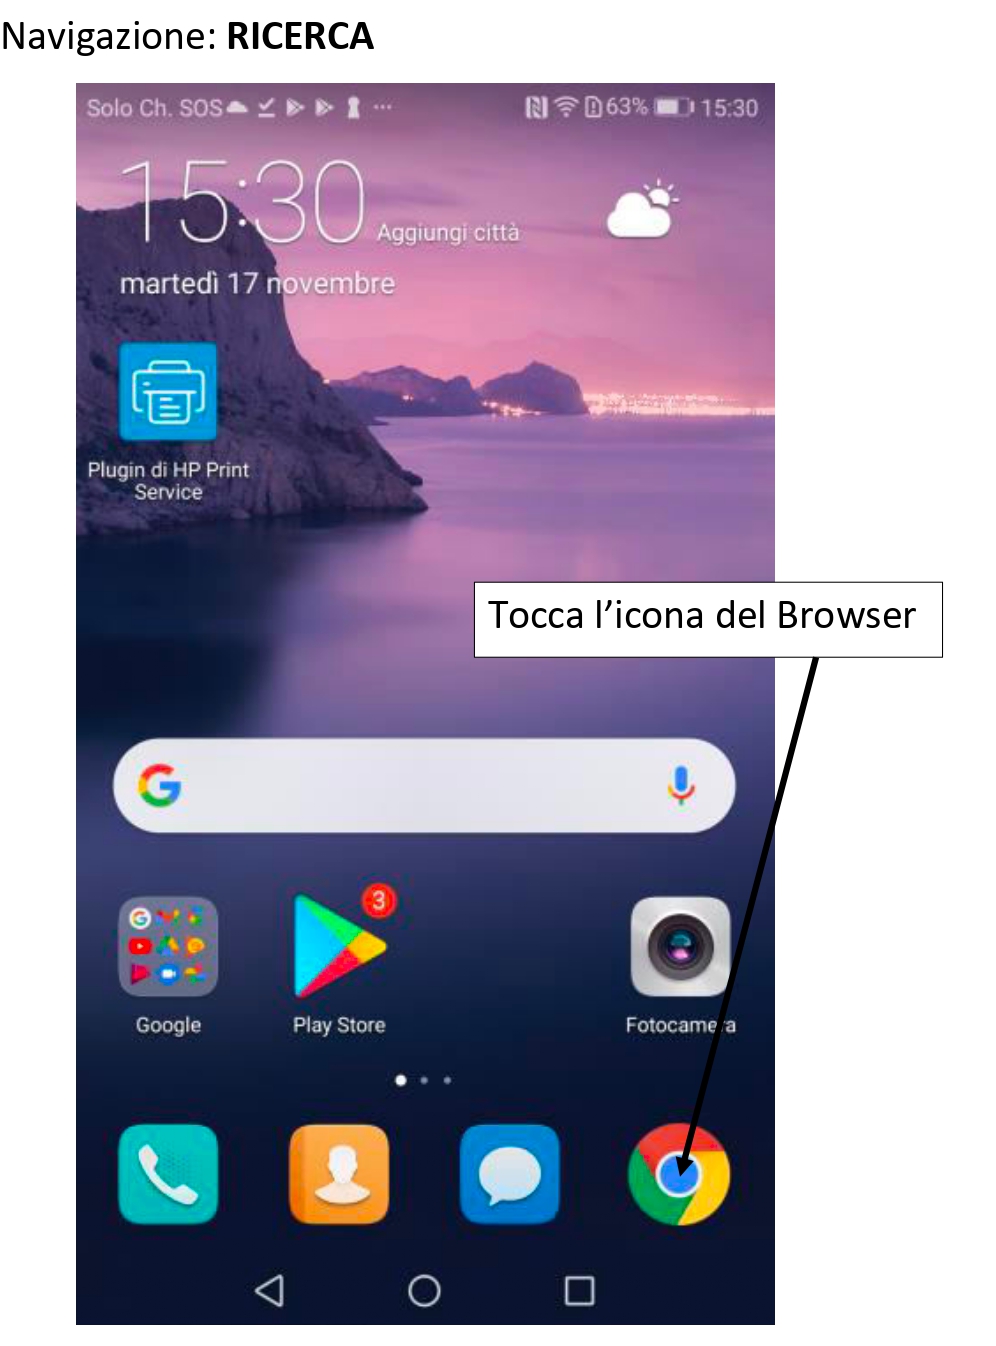 Navigazione: RICERCA
Solo Ch. SOS ... 63% 15:30
15:30 Aggiungi città
martedì 17 novembre
Plugin di HP Print
Service
Tocca l’icona del Browser
G
3
Google
Play Store
Fotocamera